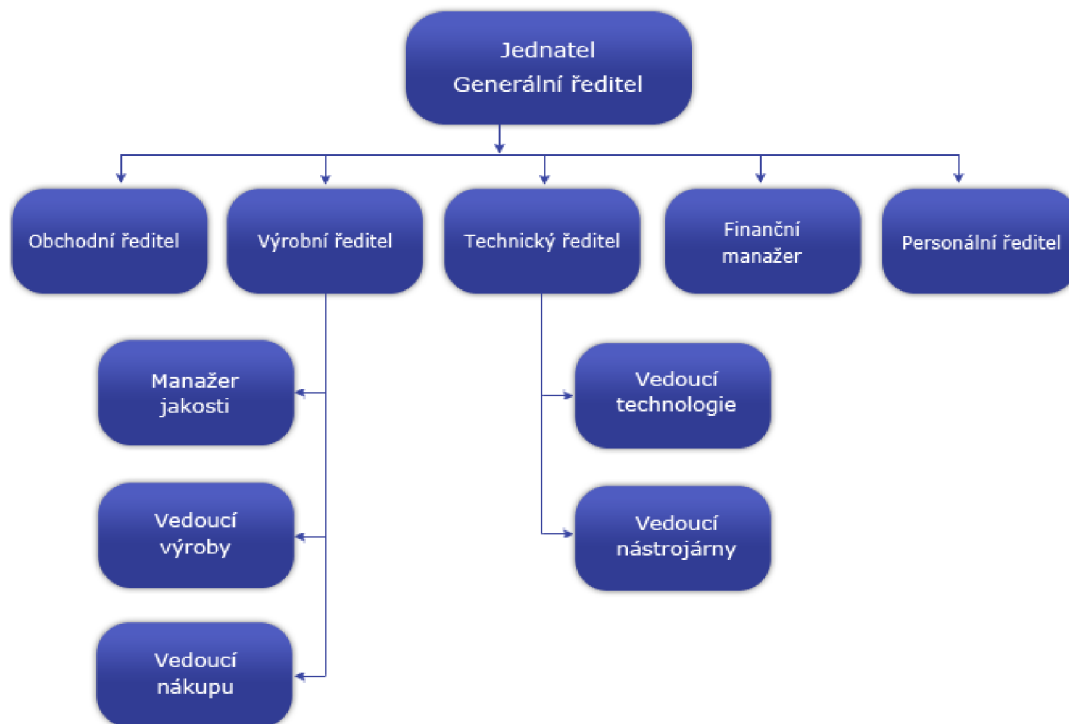 Jednatel
Generální ředitel
Obchodní ředitel
Výrobní ředitel
Technický ředitel
Finanční
manažer
Personální ředitel
Manažer
jakosti
Vedoucí
technologie
Vedoucí
výroby
Vedoucí
nástrojárny
Vedoucí
nákupu